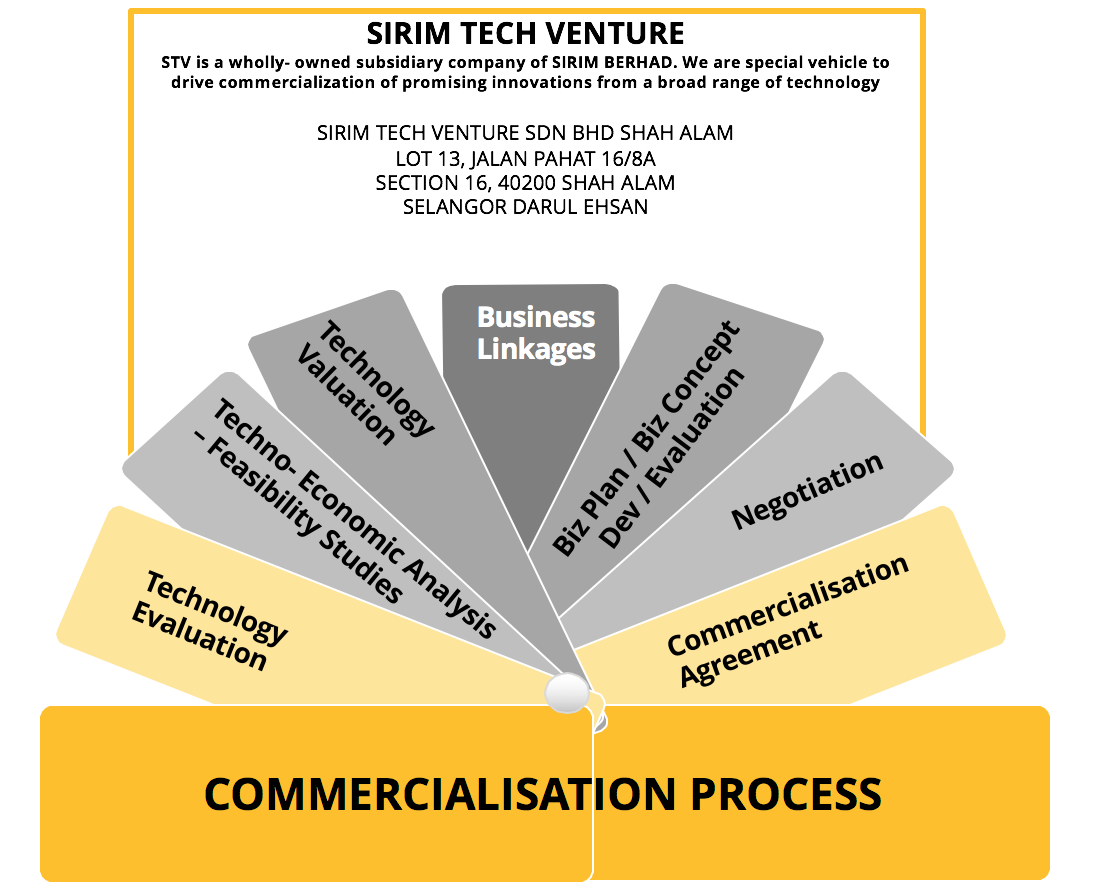 SIRIM TECH VENTURE
STV is a wholly- owned subsidiary company of SIRIM BERHAD. We are special vehicle to
drive commercialization of promising innovations from a broad range of technology
SIRIM TECH VENTURE SDN BHD SHAH ALAM
LOT 13, JALAN PAHAT 16/8A
SECTION 16, 40200 SHAH ALAM
SELANGOR DARUL EHSAN
Technology
Evaluation
Techno- Economic Analysis
– Feasibility Studies
Technology
Valuation
Business
Linkages
Biz Plan / Biz Concept
Dev / Evaluation
Negotiation
Commercialisation
Agreement
COMMERCIALISATION PROCESS